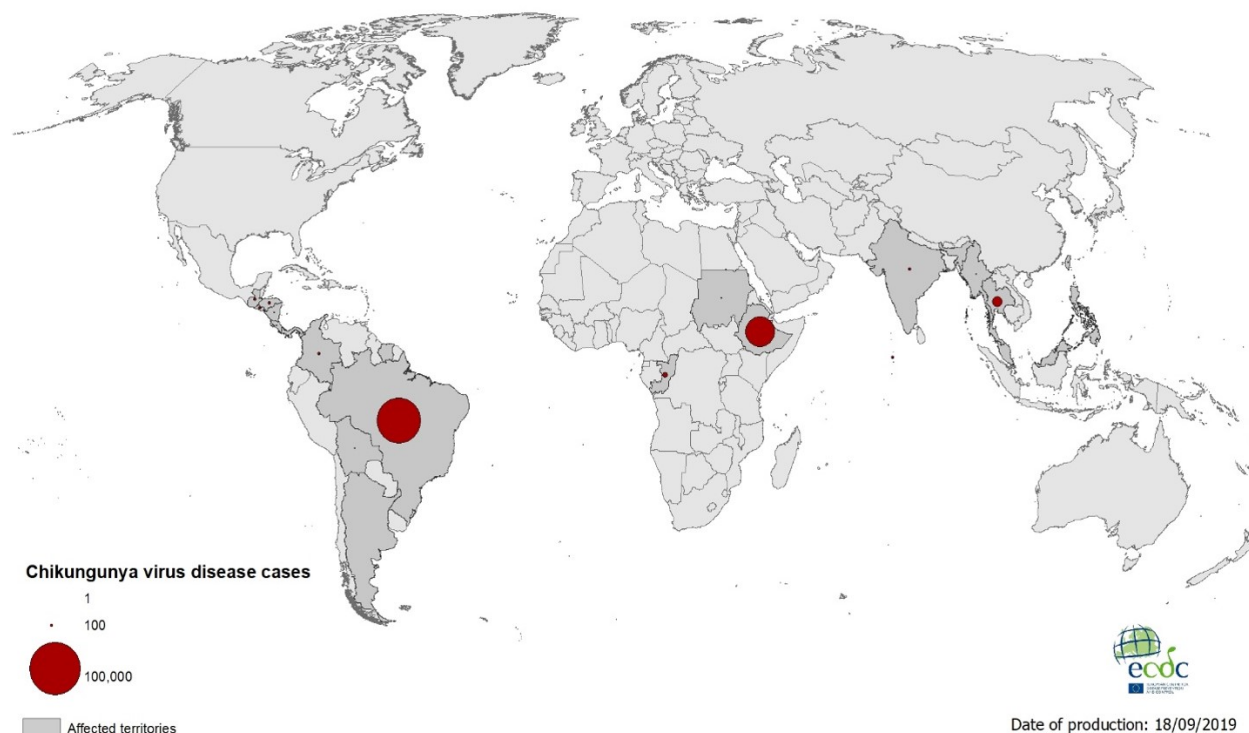 Chikungunya virus disease cases
1
100
100,000
Affected territories
ecdc
Date of production: 18/09/2019